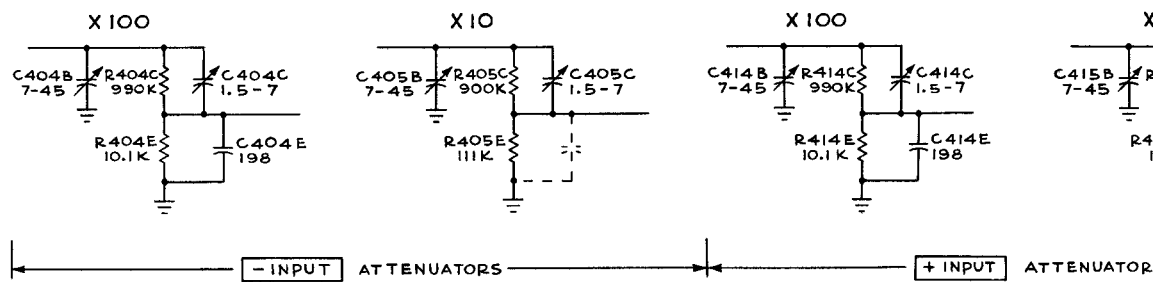 X100
C404B
7-45
R404C
990K
C404C
1.5-7
R404E
10.1K
C404E
198
X10
C405B
7-45
R405C
900K
C405C
1.5-7
R405E
111K
X100
C414B
7-45
R414C
990K
C414C
1.5-7
R414E
10.1K
C414E
198
X
C415B
7-45
R
R4
1
-INPUT ATTENUATORS
+INPUT ATTENUATOR